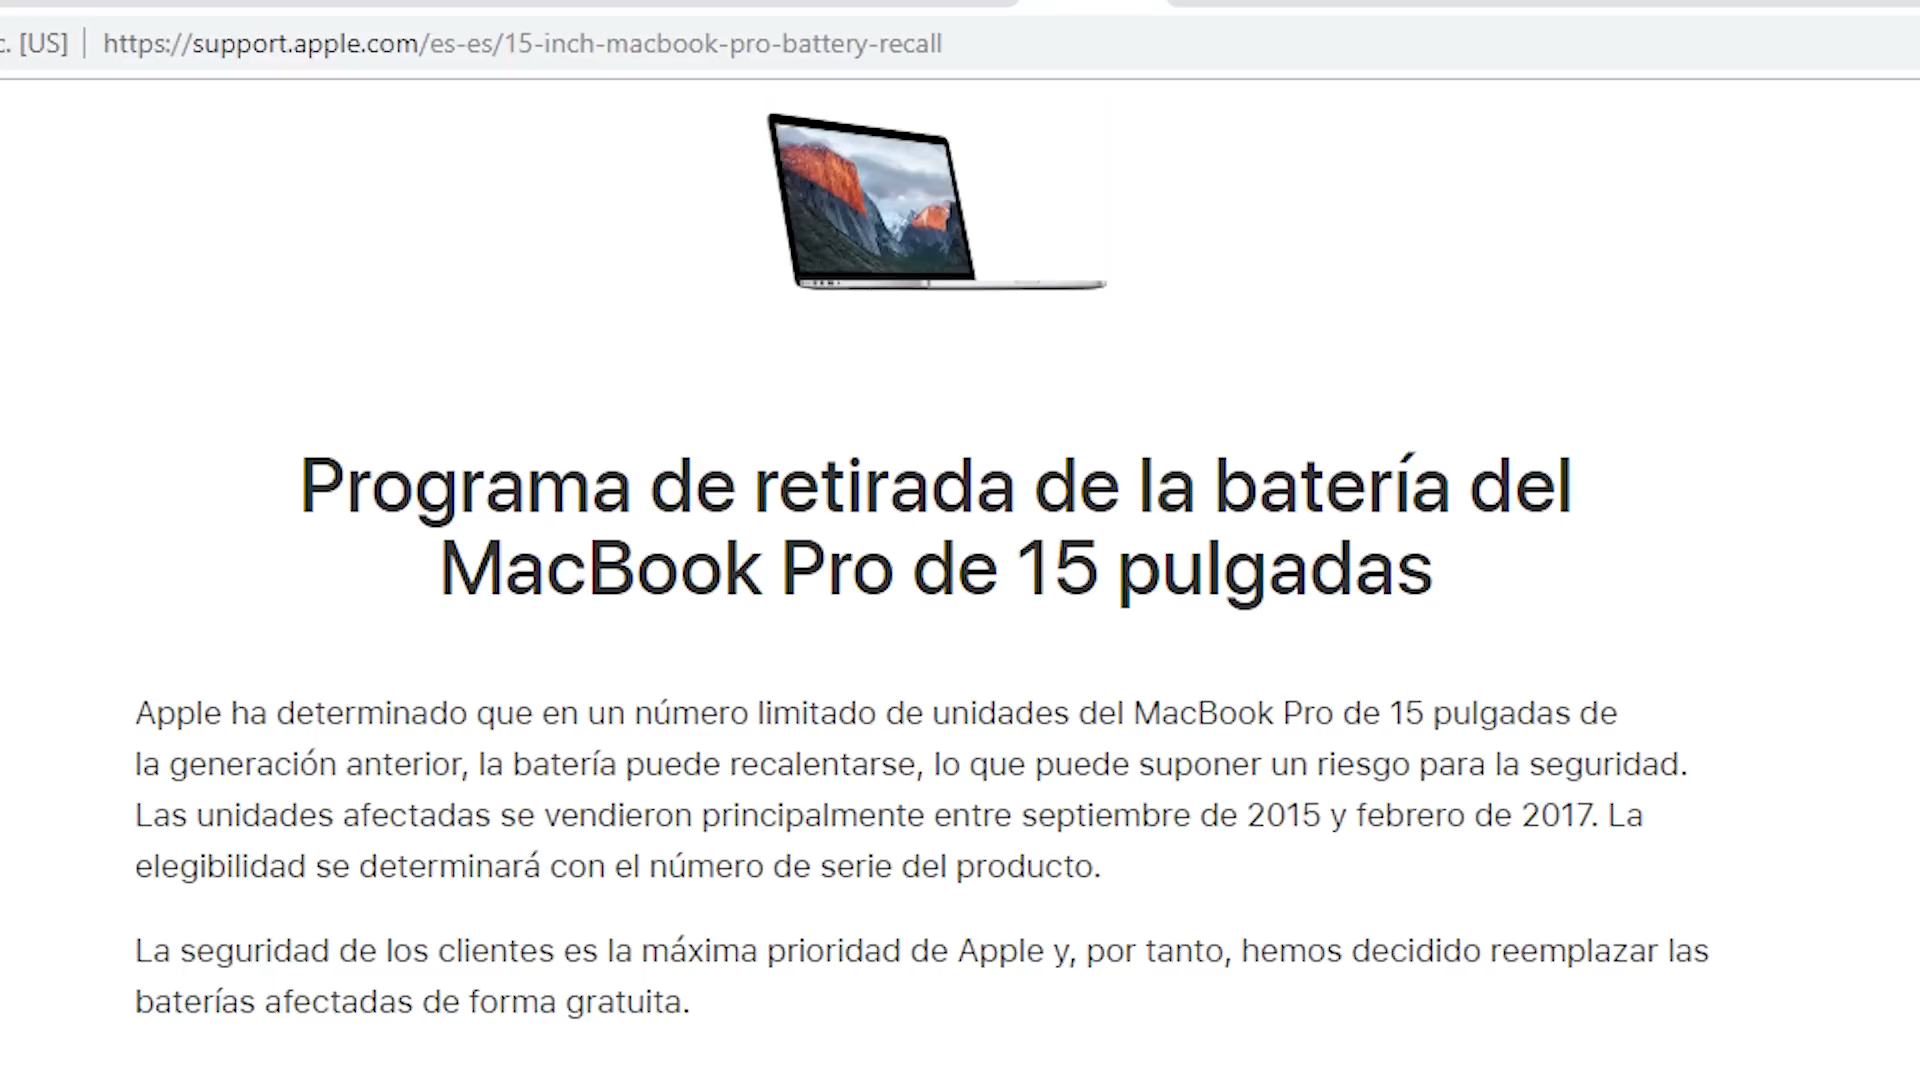 c. [US] | https://support.apple.com/es-es/15-inch-macbook-pro-battery-recall
Programa de retirada de la batería del
MacBook Pro de 15 pulgadas
Apple ha determinado que en un número limitado de unidades del MacBook Pro de 15 pulgadas de
la generación anterior, la batería puede recalentarse, lo que puede suponer un riesgo para la seguridad.
Las unidades afectadas se vendieron principalmente entre septiembre de 2015 y febrero de 2017. La
elegibilidad se determinará con el número de serie del producto.
La seguridad de los clientes es la máxima prioridad de Apple y, por tanto, hemos decidido reemplazar las
baterías afectadas de forma gratuita.